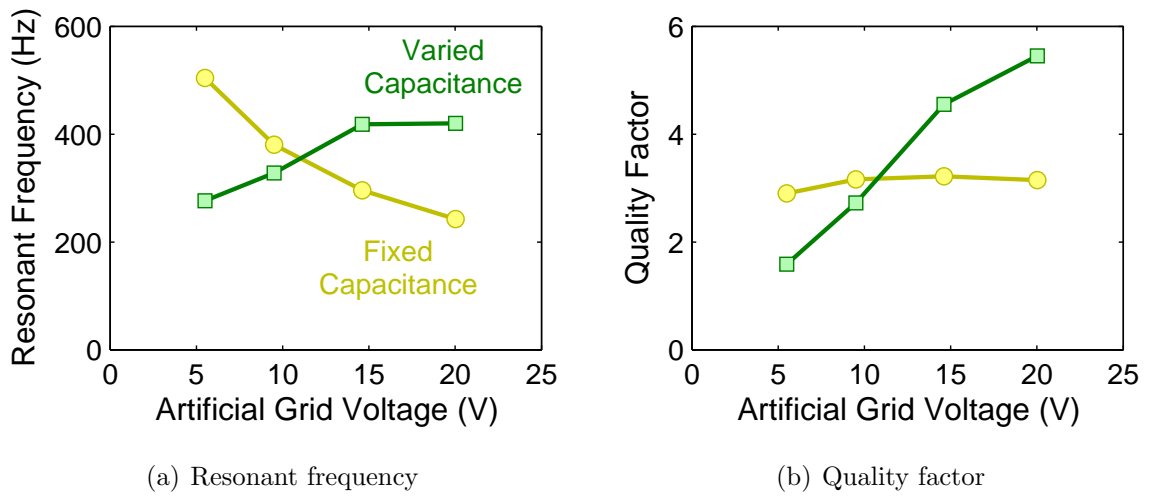 Resonant Frequency (Hz)
600
400
200
0
0 5 10 15 20 25
Varied
Capacitance
Fixed
Capacitance
Artificial Grid Voltage (V)
(a) Resonant frequency
Quality Factor
6
4
2
0
0 5 10 15 20 25
Artificial Grid Voltage (V)
(b) Quality factor